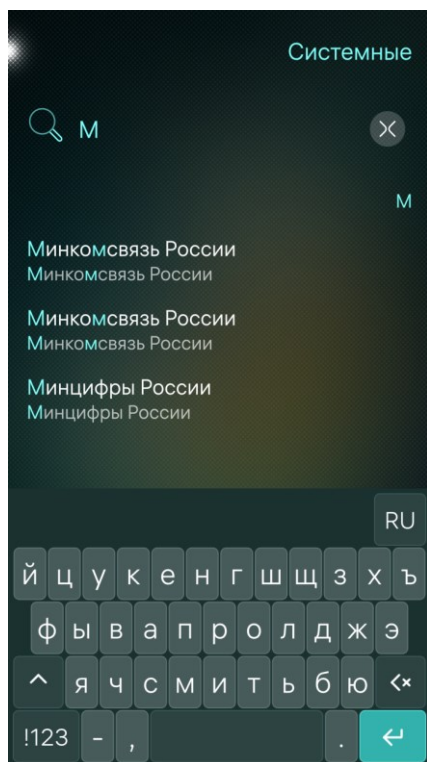 Системные
М
М
Минкомсвязь России
Минкомсвязь России
Минкомсвязь России
Минкомсвязь России
Минцифры России
Минцифры России
RU
й ц у к е н г ш щ з х ъ
ф ы в а п р о л д ж э
я ч с м и т ь б ю
!123 - , .